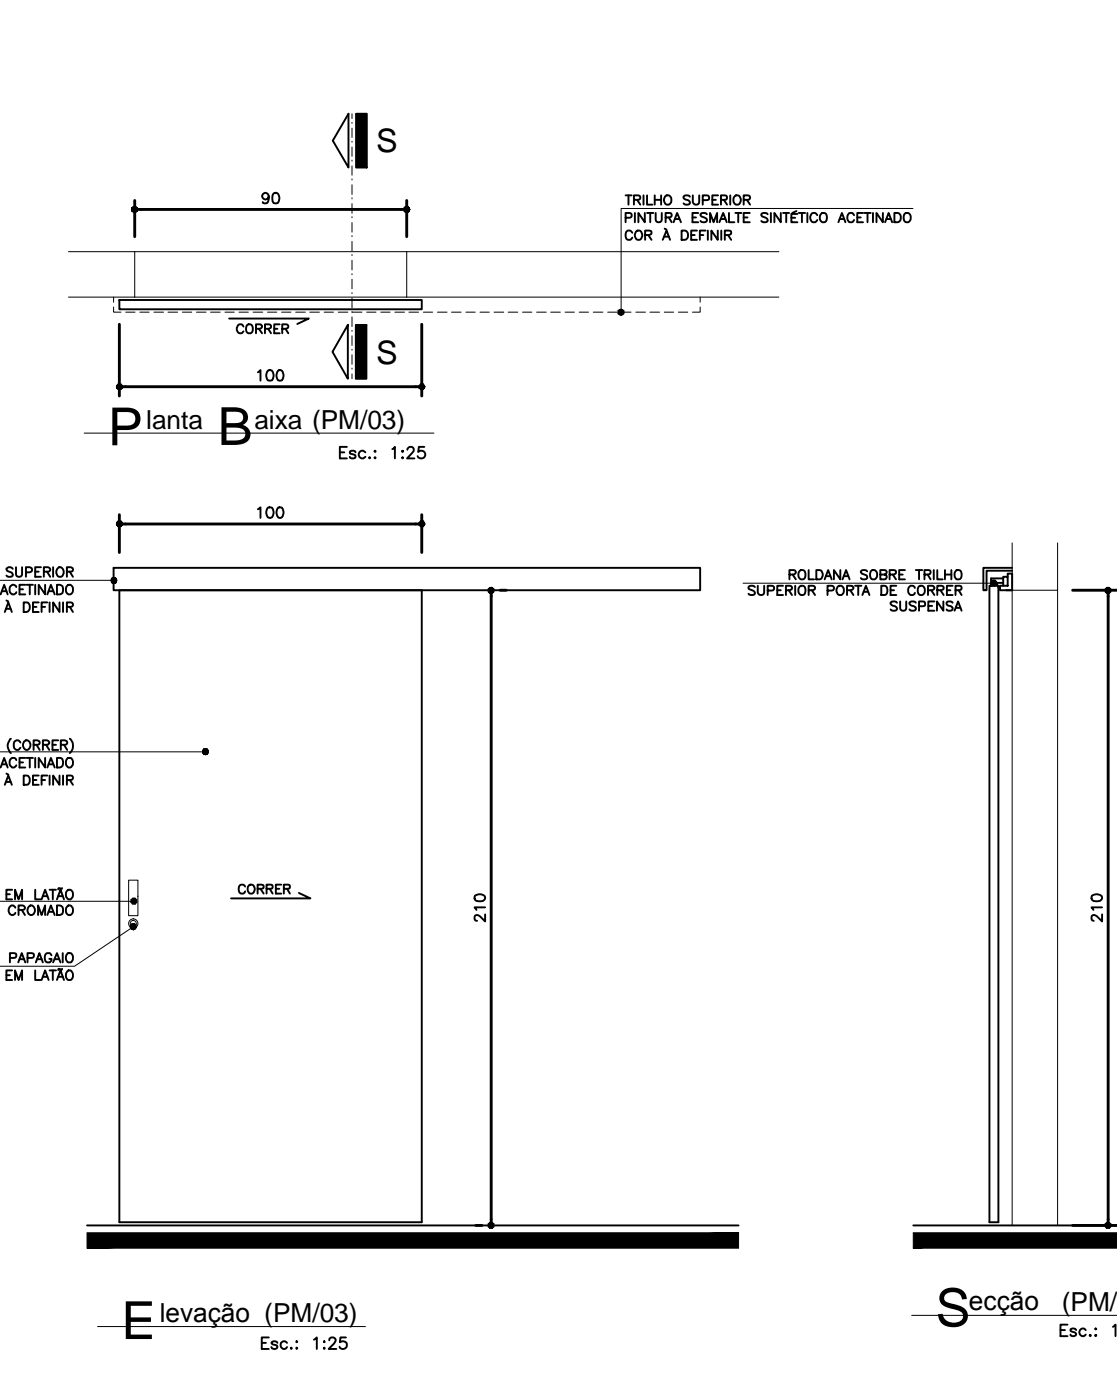 S
90
TRILHO SUPERIOR
PINTURA ESMALTE SINTÉTICO ACETINADO
COR À DEFINIR
CORRER
S
100
Planta Baixa (PM/03)
Esc.: 1:25
100
SUPERIOR
ACETINADO
À DEFINIR
ROLDANA SOBRE TRILHO
SUPERIOR PORTA DE CORRER
SUSPENSA
(CORRER)
ACETINADO
À DEFINIR
EM LATÃO
CROMADO
CORRER
210
210
PAPAGAIO
EM LATÃO
Elevação (PM/03)
Esc.: 1:25
Secção (PM/
Esc.: 1